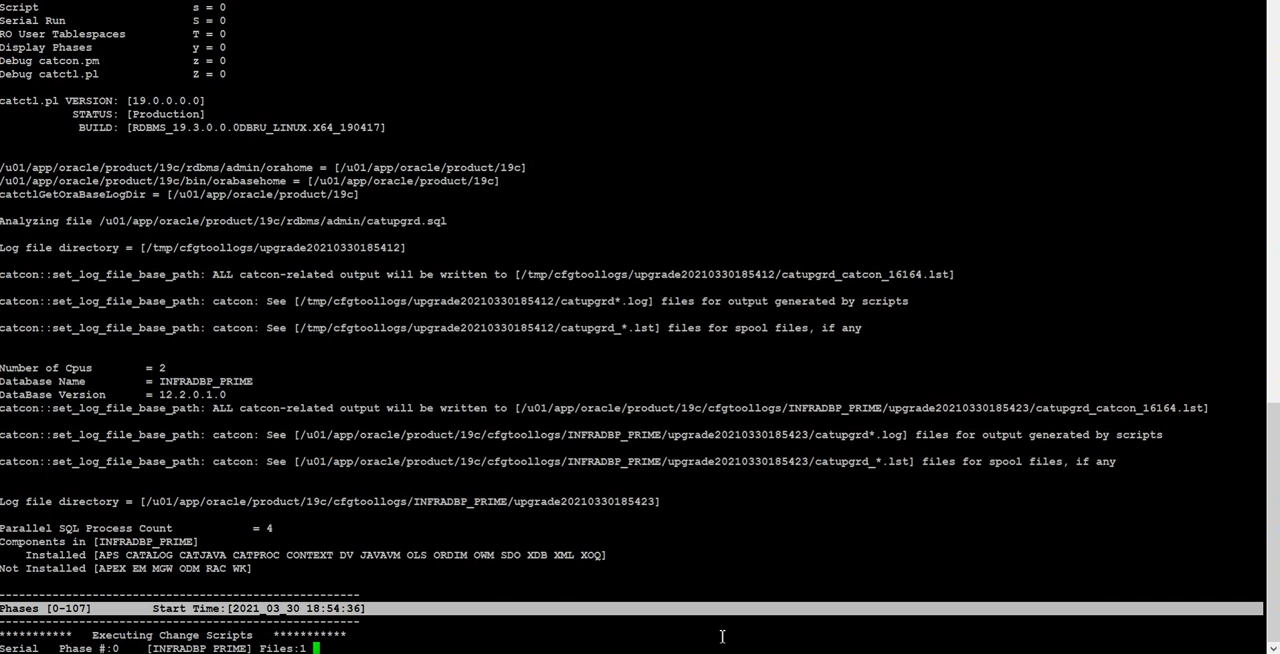 Script s = 0
Serial Run S = 0
RO User Tablespaces T = 0
Display Phases y = 0
Debug catcon.pm z = 0
Debug catctl.pl Z = 0
catctl.pl VERSION: [19.0.0.0.0]
STATUS: [Production]
BUILD: [RDBMS_19.3.0.0.0DBRU_LINUX.X64_190417]
/u01/app/oracle/product/19c/rdbms/admin/orahome = [/u01/app/oracle/product/19c]
/u01/app/oracle/product/19c/bin/orabasehome = [/u01/app/oracle/product/19c]
catctlGetOraBaseLogDir = [/u01/app/oracle/product/19c]
Analyzing file /u01/app/oracle/product/19c/rdbms/admin/catupgrd.sql
Log file directory = [/tmp/cfgtoollogs/upgrade20210330185412]
catcon::set_log_file_base_path: ALL catcon-related output will be written to [/tmp/cfgtoollogs/upgrade20210330185412/catupgrd_catcon_16164.lst]
catcon::set_log_file_base_path: catcon: See [/tmp/cfgtoollogs/upgrade20210330185412/catupgrd*.log] files for output generated by scripts
catcon::set_log_file_base_path: catcon: See [/tmp/cfgtoollogs/upgrade20210330185412/catupgrd_*.lst] files for spool files, if any
Number of Cpus = 2
Database Name = INFRADBP_PRIME
DataBase Version = 12.2.0.1.0
catcon::set_log_file_base_path: ALL catcon-related output will be written to [/u01/app/oracle/product/19c/cfgtoollogs/INFRADBP_PRIME/upgrade20210330185423/catupgrd_catcon_16164.lst]
catcon::set_log_file_base_path: catcon: See [/u01/app/oracle/product/19c/cfgtoollogs/INFRADBP_PRIME/upgrade20210330185423/catupgrd*.log] files for output generated by scripts
catcon::set_log_file_base_path: catcon: See [/u01/app/oracle/product/19c/cfgtoollogs/INFRADBP_PRIME/upgrade20210330185423/catupgrd_*.lst] files for spool files, if any
Log file directory = [/u01/app/oracle/product/19c/cfgtoollogs/INFRADBP_PRIME/upgrade20210330185423]
Parallel SQL Process Count = 4
Components in [INFRADBP_PRIME]
Installed [APS CATALOG CATJAVA CATPROC CONTEXT DV JAVAVM OLS ORDIM OWM SDO XDB XML XOQ]
Not Installed [APEX EM MGW ODM RAC WK]
------------------------------------------------------
Phases [0-107] Start Time:[2021_03_30 18:54:36]
------------------------------------------------------
*********** Executing Change Scripts ***********
Serial Phase #:0 [INFRADBP_PRIME] Files:1